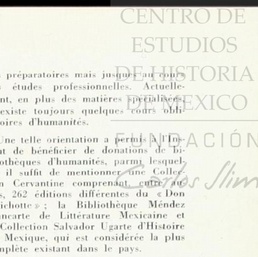 CENTRO DE
ESTUDIOS
DE HISTORIA
DE MÉXICO
FUNDACIÓN
Carlos Slim
préparatoires mais jusque au cours
études professionnelles. Actuelle-
nt, en plus des matières spécialisées,
existe toujours quelques cours obli-
oires d'humanités.
Une telle orientation a permis à l'Ins-
t de bénéficier de donations de bi-
othèques d'humanités, parmi lesquel-
il suffit de mentionner une Collec-
n Cervantine comprenant entre au-
s, 262 éditions différentes du « Don
ichotte » ; la Bibliothèque Méndez
ancarte de Littérature Mexicaine et
Collection Salvador Ugarte d'Histoire
Mexique, qui est considérée la plus
mplète existant dans le pays.